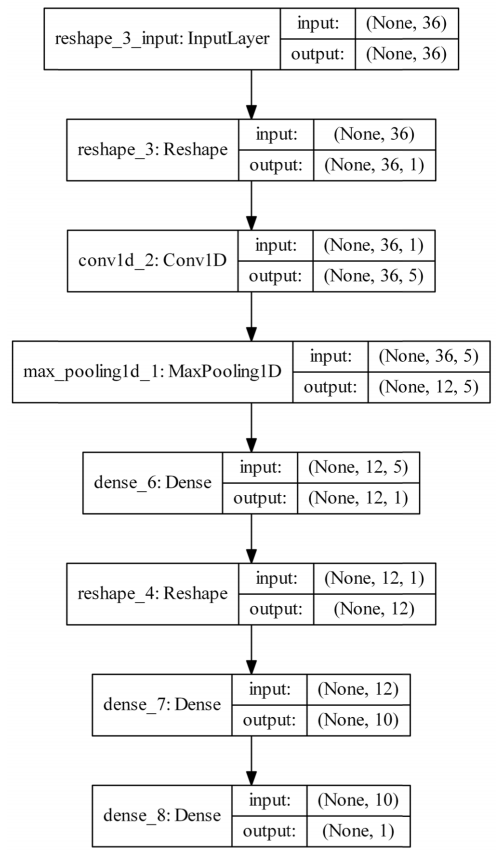 reshape_3_input: InputLayer input: (None, 36)
output: (None, 36)
reshape_3: Reshape input: (None, 36)
output: (None, 36, 1)
conv1d_2: Conv1D input: (None, 36, 1)
output: (None, 36, 5)
max_pooling1d_1: MaxPooling1D input: (None, 36, 5)
output: (None, 12, 5)
dense_6: Dense input: (None, 12, 5)
output: (None, 12, 1)
reshape_4: Reshape input: (None, 12, 1)
output: (None, 12)
dense_7: Dense input: (None, 12)
output: (None, 10)
dense_8: Dense input: (None, 10)
output: (None, 1)